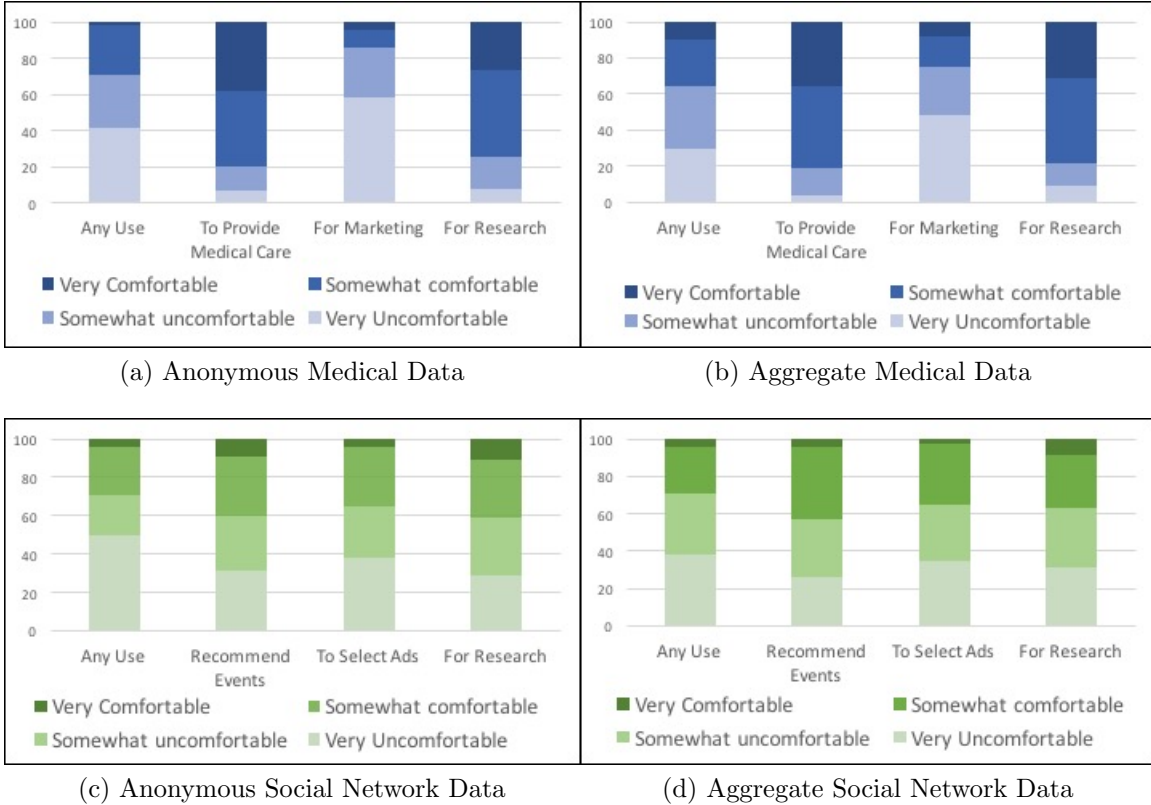 100
80
60
40
20
0
Any Use To Provide Medical Care For Marketing For Research
Very Comfortable Somewhat comfortable
Somewhat uncomfortable Very Uncomfortable
(a) Anonymous Medical Data
100
80
60
40
20
0
Any Use To Provide Medical Care For Marketing For Research
Very Comfortable Somewhat comfortable
Somewhat uncomfortable Very Uncomfortable
(b) Aggregate Medical Data
100
80
60
40
20
0
Any Use Recommend Events To Select Ads For Research
Very Comfortable Somewhat comfortable
Somewhat uncomfortable Very Uncomfortable
(c) Anonymous Social Network Data
100
80
60
40
20
0
Any Use Recommend Events To Select Ads For Research
Very Comfortable Somewhat comfortable
Somewhat uncomfortable Very Uncomfortable
(d) Aggregate Social Network Data